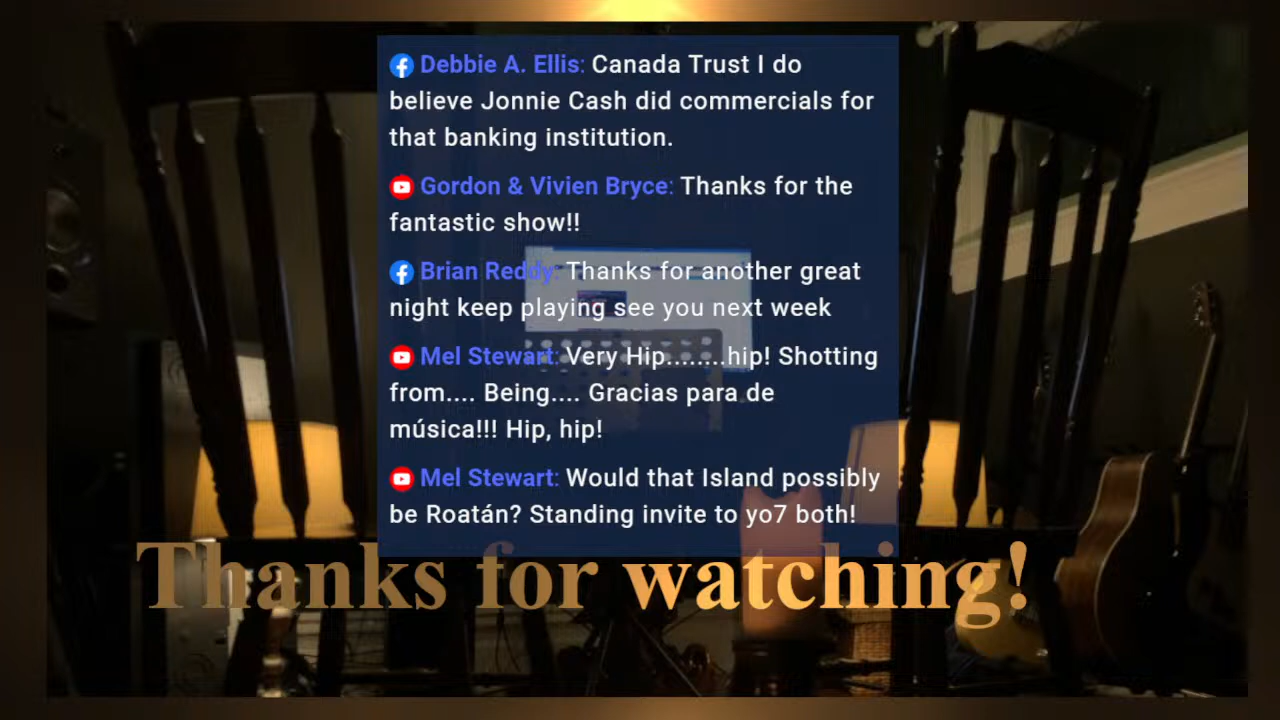 Debbie A. Ellis: Canada Trust I do
believe Jonnie Cash did commercials for
that banking institution.
Gordon & Vivien Bryce: Thanks for the
fantastic show!!
Brian Reddy: Thanks for another great
night keep playing see you next week
Mel Stewart: Very Hip........hip! Shotting
from.... Being.... Gracias para de
música!!! Hip, hip!
Mel Stewart: Would that Island possibly
be Roatán? Standing invite to yo7 both!
Thanks for watching!